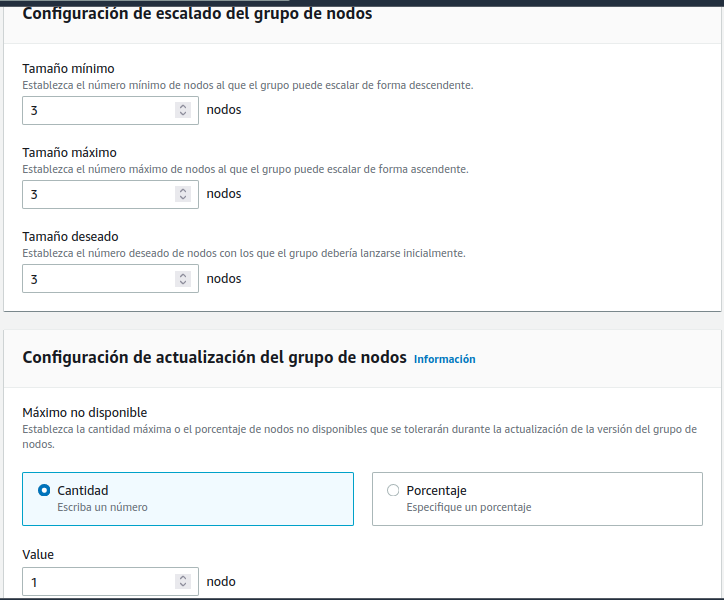 Configuración de escalado del grupo de nodos
Tamaño mínimo
Establezca el número mínimo de nodos al que el grupo puede escalar de forma descendente.
3 nodos
Tamaño máximo
Establezca el número máximo de nodos al que el grupo puede escalar de forma ascendente.
3 nodos
Tamaño deseado
Establezca el número deseado de nodos con los que el grupo debería lanzarse inicialmente.
3 nodos
Configuración de actualización del grupo de nodos Información
Máximo no disponible
Establezca la cantidad máxima o el porcentaje de nodos no disponibles que se tolerarán durante la actualización de la versión del grupo de
nodos.
Cantidad
Escriba un número
Porcentaje
Especifique un porcentaje
Value
1 nodo